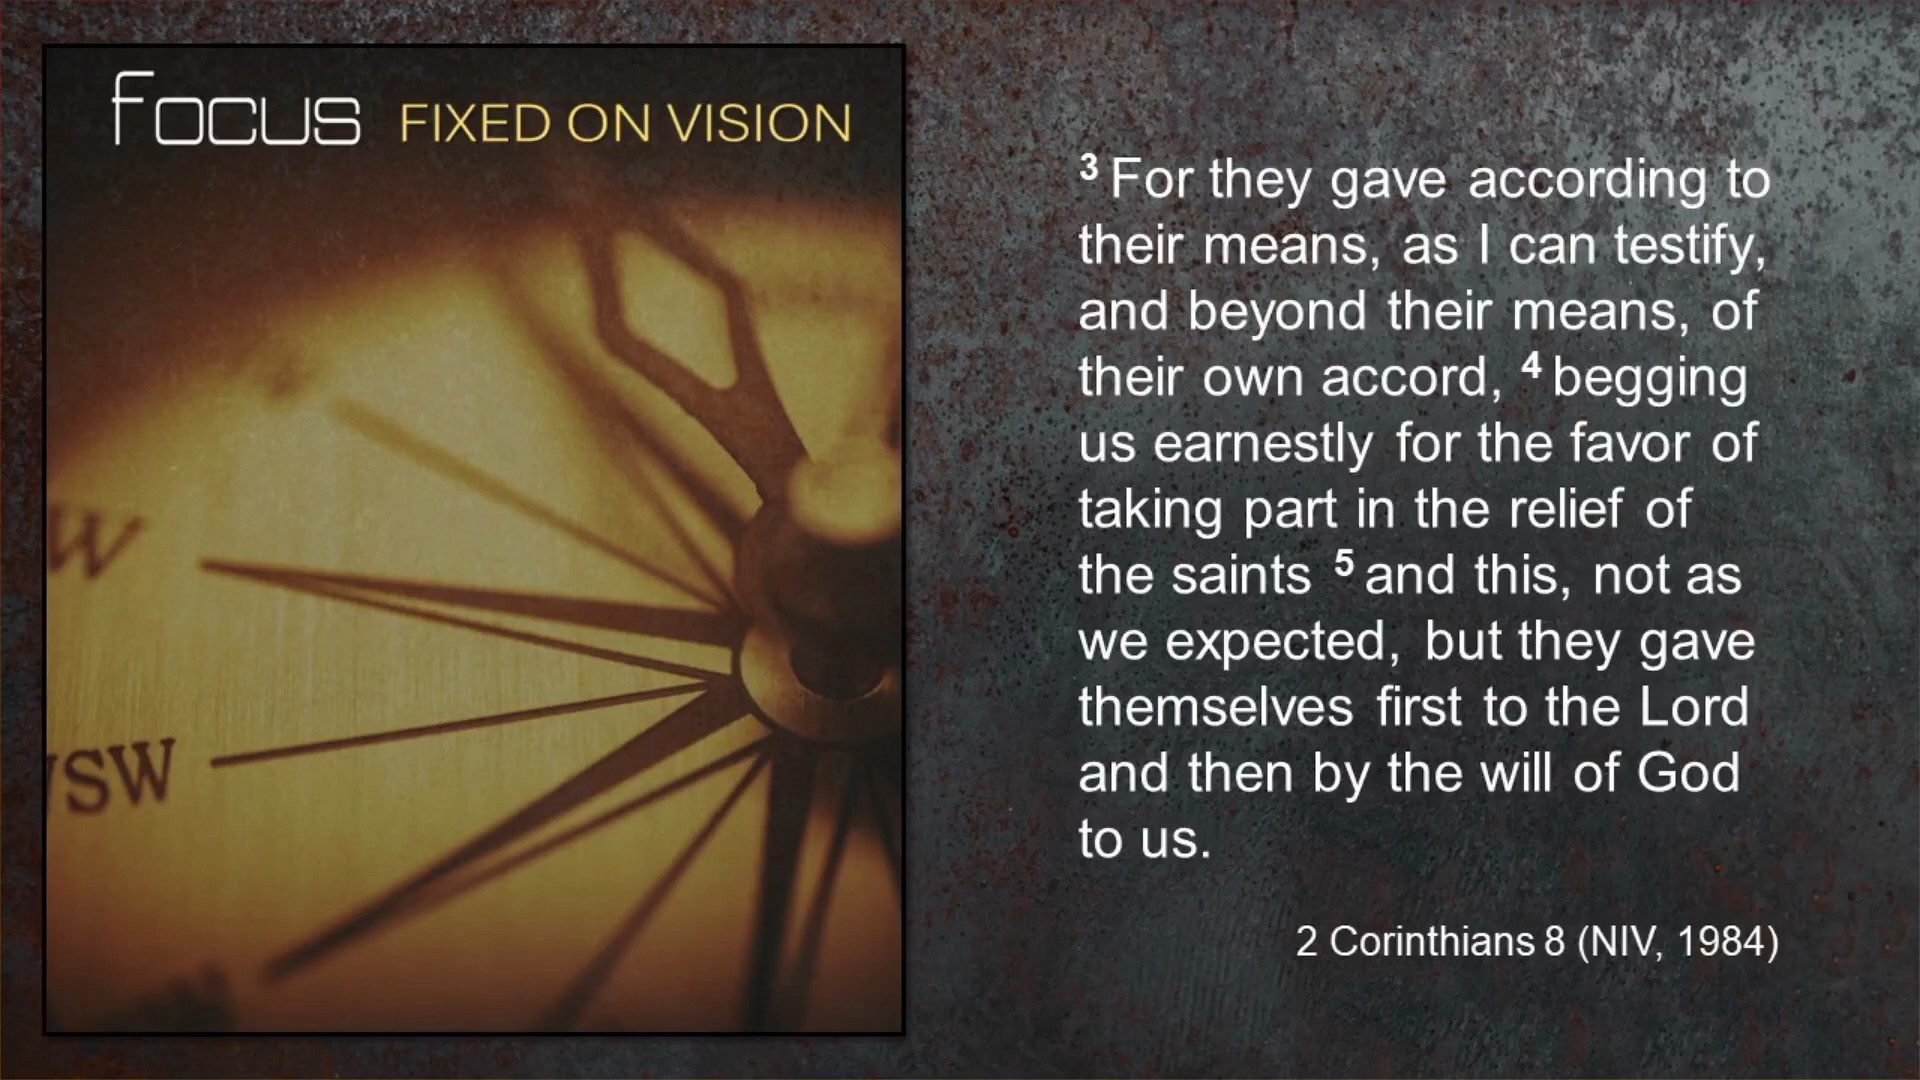 Focus FIXED ON VISION
W
SW
3 For they gave according to
their means, as I can testify,
and beyond their means, of
their own accord, 4 begging
us earnestly for the favor of
taking part in the relief of
the saints 5 and this, not as
we expected, but they gave
themselves first to the Lord
and then by the will of God
to us.
2 Corinthians 8 (NIV, 1984)